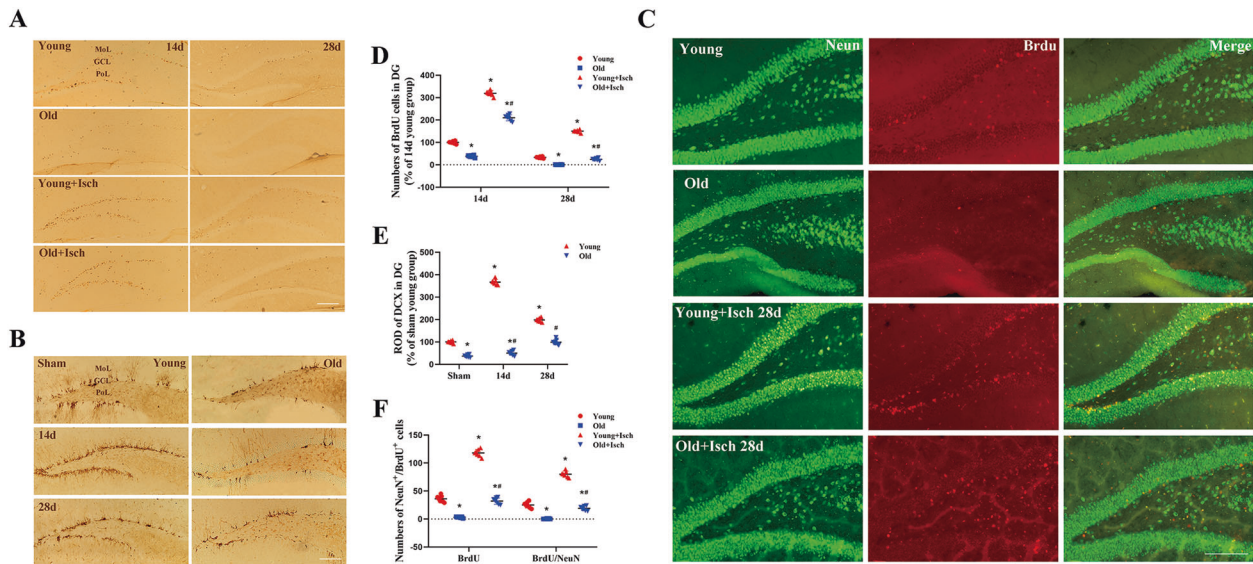 A
Young 14d 28d
MoL
GCL
PoL
Old
Young+Isch
Old+Isch
B
Sham Young Old
MoL
GCL
PoL
14d
28d
D
Numbers of BrdU cells in DG
(% of 14d young group)
400
300
200
100
0
-100
* * *# * * *#
14d 28d
Young
Old
Young+Isch
Old+Isch
E
ROD of DCX in DG
(% of sham young group)
500
400
300
200
100
0
* * *# * #
Sham 14d 28d
Young
Old
F
Numbers of NeuN+/BrdU+ cells
150
100
50
0
-50
* * *# * * *#
BrdU BrdU/NeuN
Young
Old
Young+Isch
Old+Isch
C
Young Neun Brdu Merge
Old
Young+Isch 28d
Old+Isch 28d